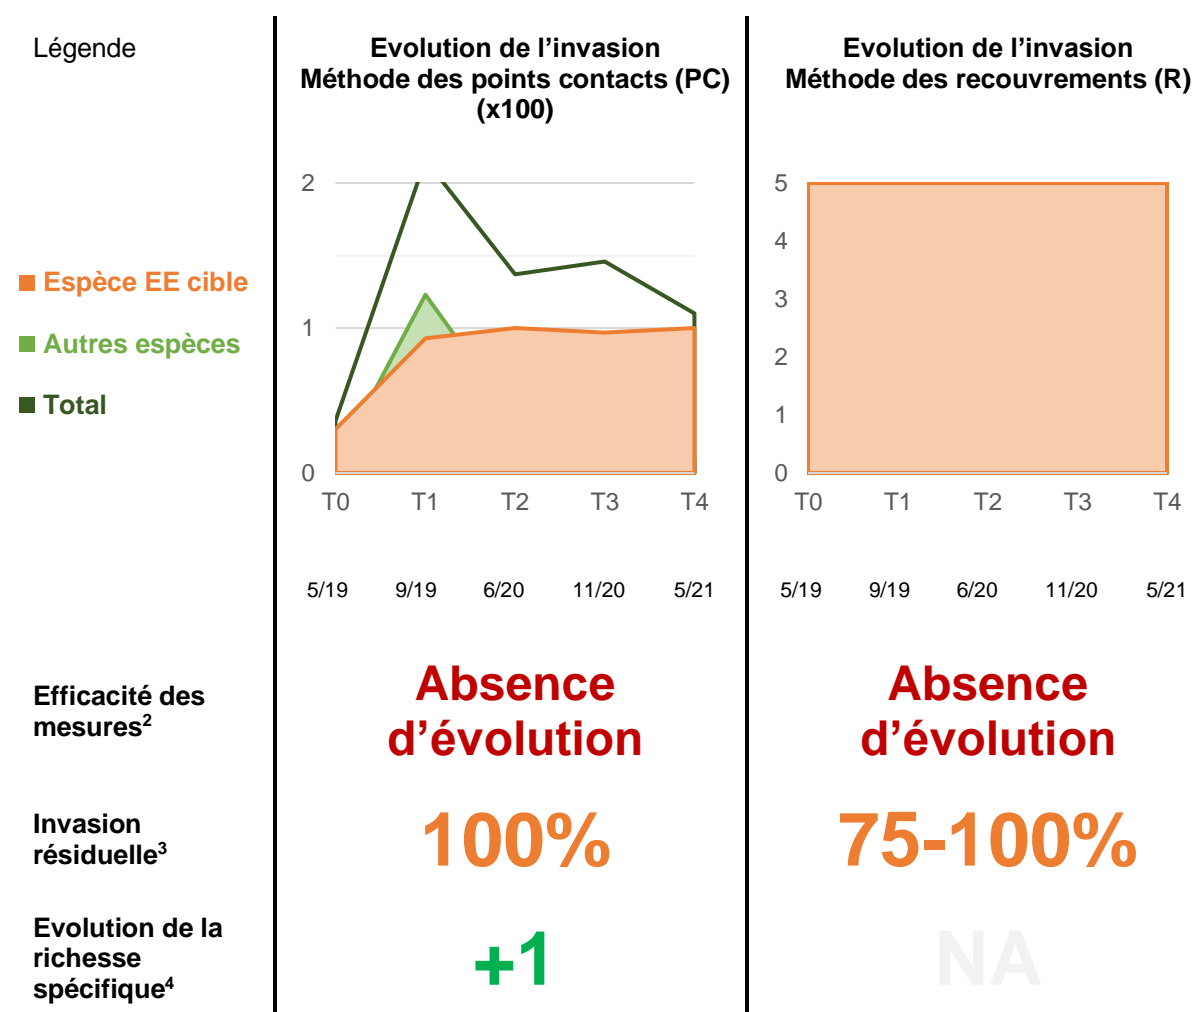 Légende
Evolution de l’invasion
Méthode des points contacts (PC)
(x100)
Evolution de l’invasion
Méthode des recouvrements (R)
Espèce EE cible
Autres espèces
Total
2
1
0
T0 T1 T2 T3 T4
5/19 9/19 6/20 11/20 5/21
5
4
3
2
1
0
T0 T1 T2 T3 T4
5/19 9/19 6/20 11/20 5/21
Efficacité des
mesures2
Absence
d’évolution
Absence
d’évolution
Invasion
résiduelle3
100%
75-100%
Evolution de la
richesse
spécifique4
+1
NA